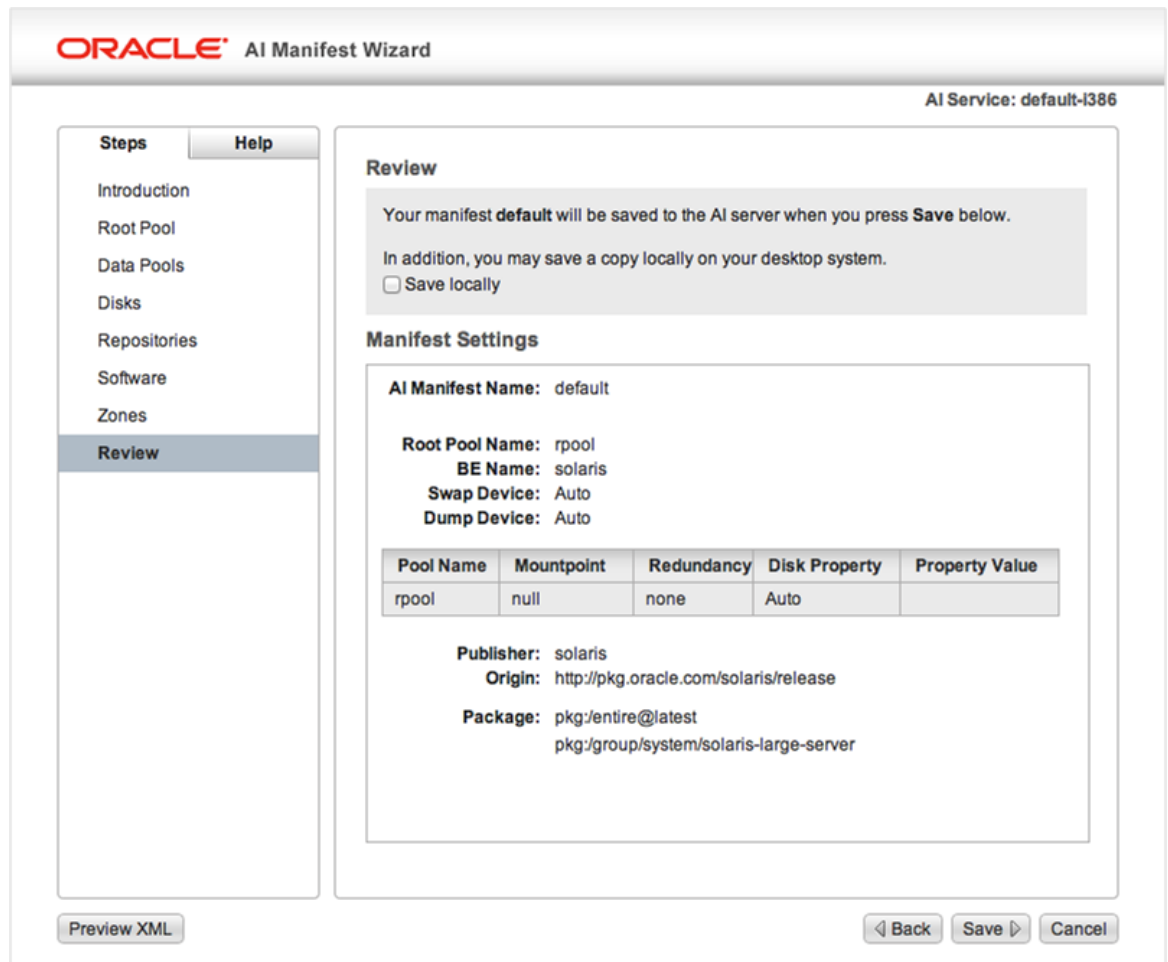 ORACLE AI Manifest Wizard
AI Service: default-i386
Steps Help
Introduction
Root Pool
Data Pools
Disks
Repositories
Software
Zones
Review
Review
Your manifest default will be saved to the AI server when you press Save below.
In addition, you may save a copy locally on your desktop system.
Save locally
Manifest Settings
AI Manifest Name: default
Root Pool Name: rpool
BE Name: solaris
Swap Device: Auto
Dump Device: Auto
Pool Name Mountpoint Redundancy Disk Property Property Value
rpool null none Auto
Publisher: solaris
Origin: http://pkg.oracle.com/solaris/release
Package: pkg:/entire@latest
pkg:/group/system/solaris-large-server
Preview XML Back Save Cancel